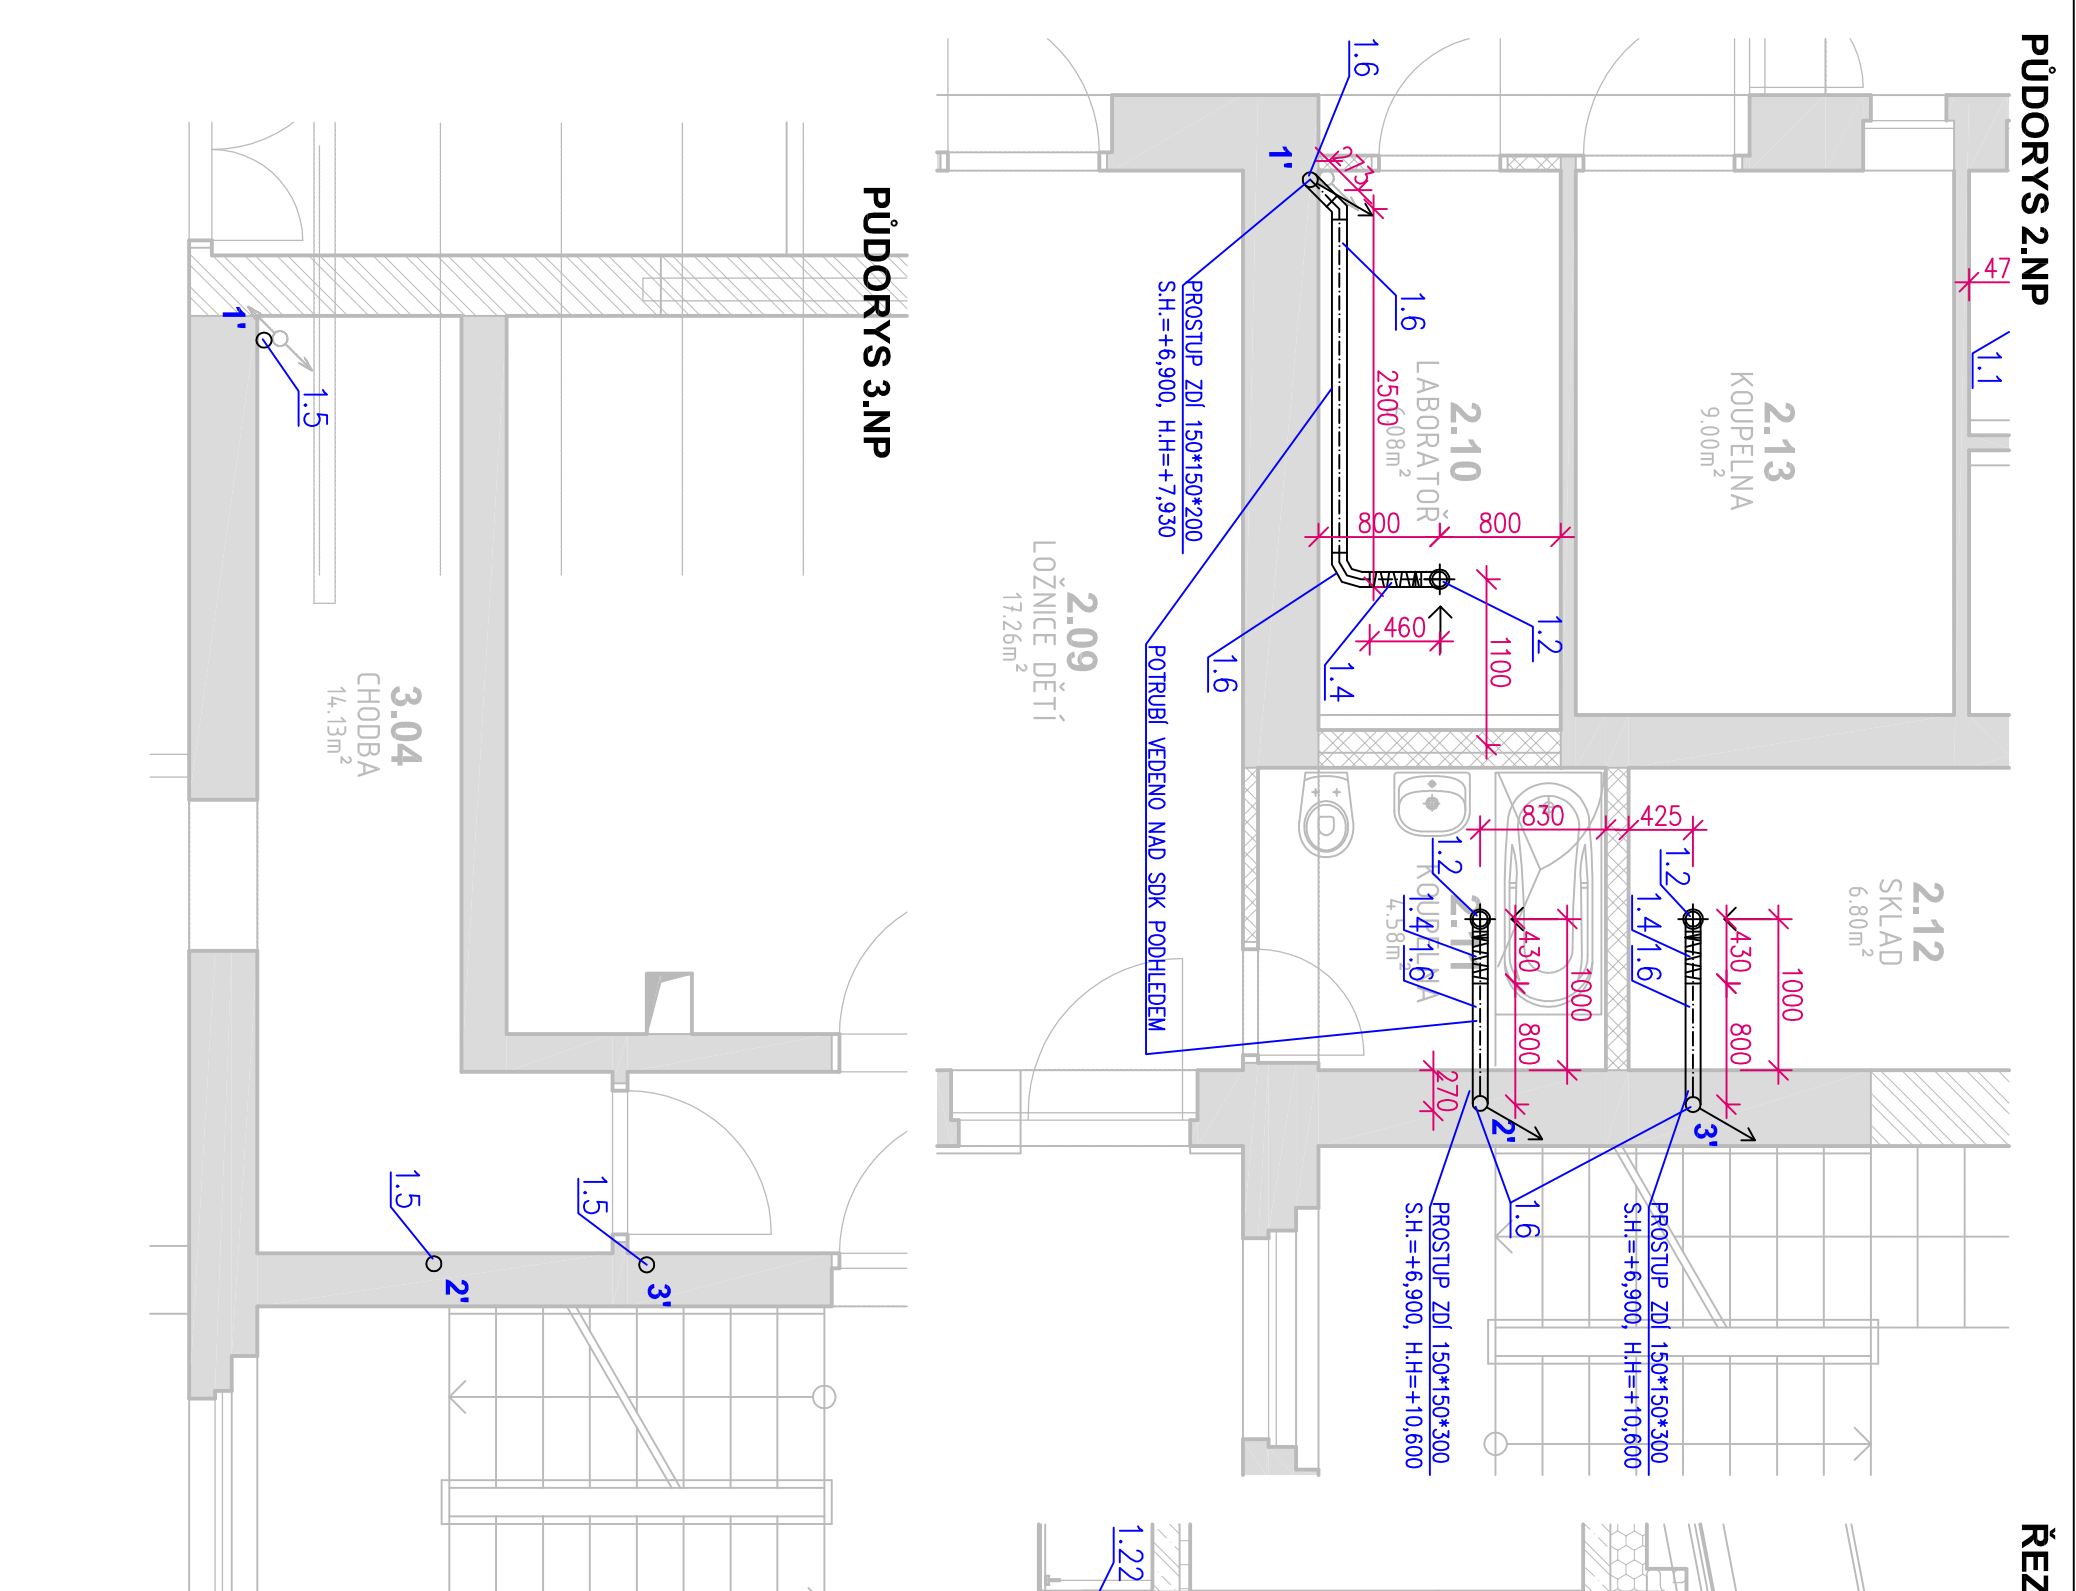 PŮDORYS 2.NP
47
1.1
2.13
KOUPELNA
9.00m²
1.6
1'
273
1.6
2500
2.10
LABORATOŘ
800
800
PROSTUP ZDÍ 150*150*200
S.H.=+6,900, H.H=+7,930
1.2
1100
460
1.4
1.6
2.09
LOŽNICE DĚTÍ
17.26m²
POTRUBÍ VEDENO NAD SDK PODHLEDEM
830
425
1.2
1.2
2.12
SKLAD
6.80m²
KOUPELNA
4.58m²
1.4
1.6
1.4
1.6
430
1000
430
1000
800
800
270
2'
3'
1.6
PROSTUP ZDÍ 150*150*300
S.H.=+6,900, H.H=+10,600
PROSTUP ZDÍ 150*150*300
S.H.=+6,900, H.H=+10,600
PŮDORYS 3.NP
1'
1.5
3.04
CHODBA
14.13m²
1.5
1.5
2'
3'
1.22
ŘEZ